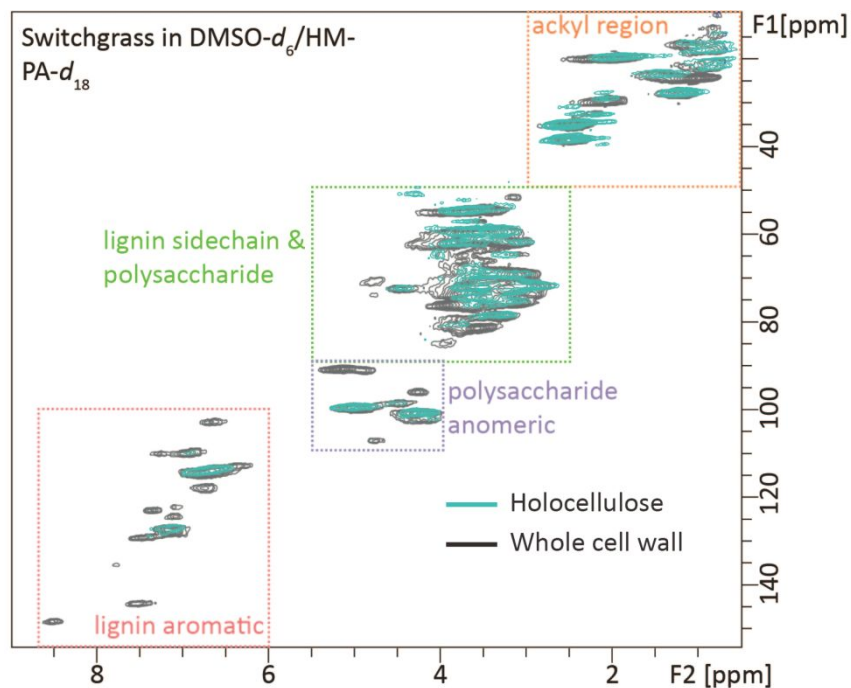 Switchgrass in DMSO-d6/HM-
PA-d18
ackyl region
F1[ppm]
40
lignin sidechain &
polysaccharide
60
80
polysaccharide
anomeric
100
Holocellulose
Whole cell wall
120
140
lignin aromatic
8
6
4
2
F2 [ppm]